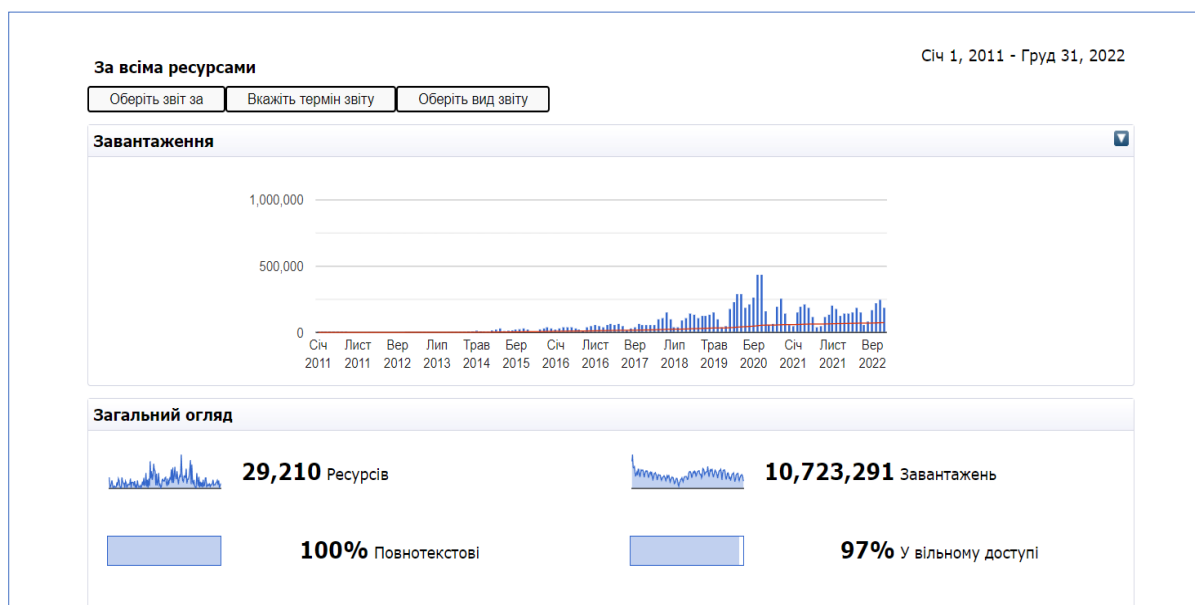 Січ 1, 2011 - Груд 31, 2022
За всіма ресурсами
Оберіть звіт за Вкажіть термін звіту Оберіть вид звіту
Завантаження
1,000,000
500,000
0
Січ Лист Вер Лип Трав Бер Січ Лист Вер Лип Трав Бер Січ Лист Вер
2011 2011 2012 2013 2014 2015 2016 2016 2017 2018 2019 2020 2021 2021 2022
Загальний огляд
29,210 Ресурсів 10,723,291 Завантажень
100% Повнотекстові 97% У вільному доступі